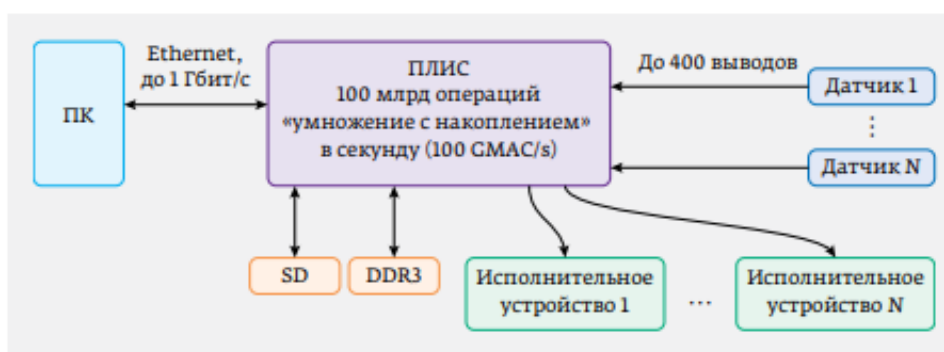 ПК
Ethernet,
до 1 Гбит/с
ПЛИС
100 млрд операций
«умножение с накоплением»
в секунду (100 GMAC/s)
До 400 выводов
Датчик 1
⋮
Датчик N
SD
DDR3
Исполнительное
устройство 1
...
Исполнительное
устройство N